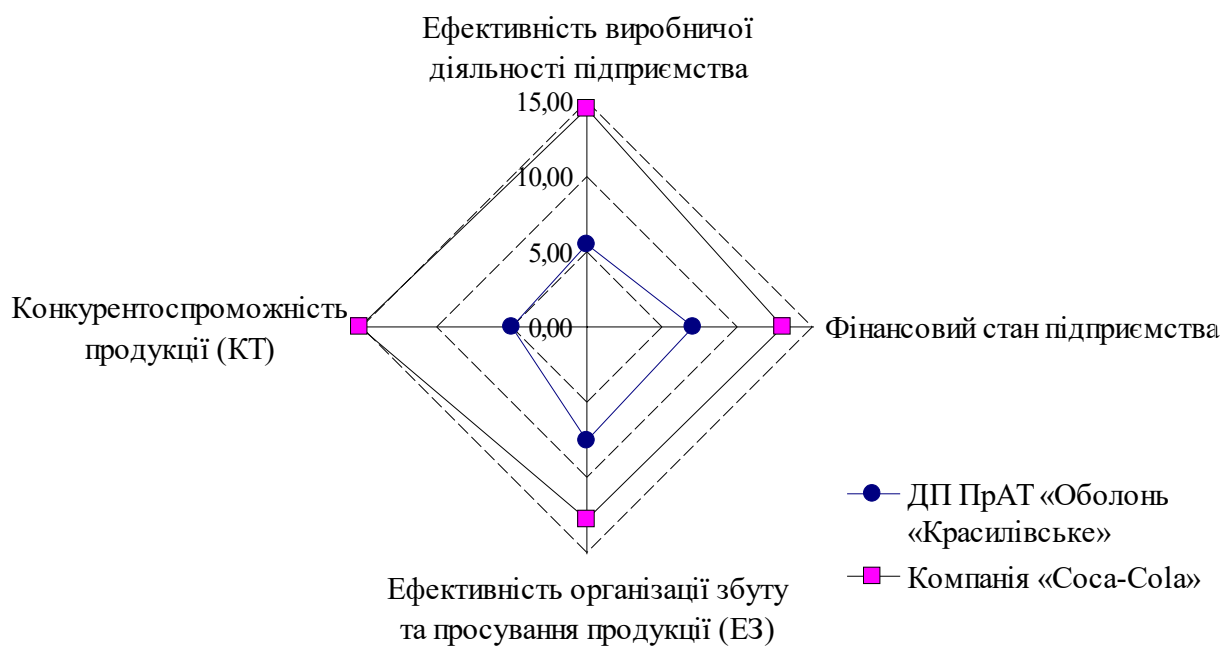 Ефективність виробничої
діяльності підприємства
15,00
10,00
5,00
0,00
Конкурентоспроможність
продукції (КТ)
Фінансовий стан підприємства
Ефективність організації збуту
та просування продукції (ЕЗ)
ДП ПрАТ «Оболонь
«Красилівське»
Компанія «Coca-Cola»